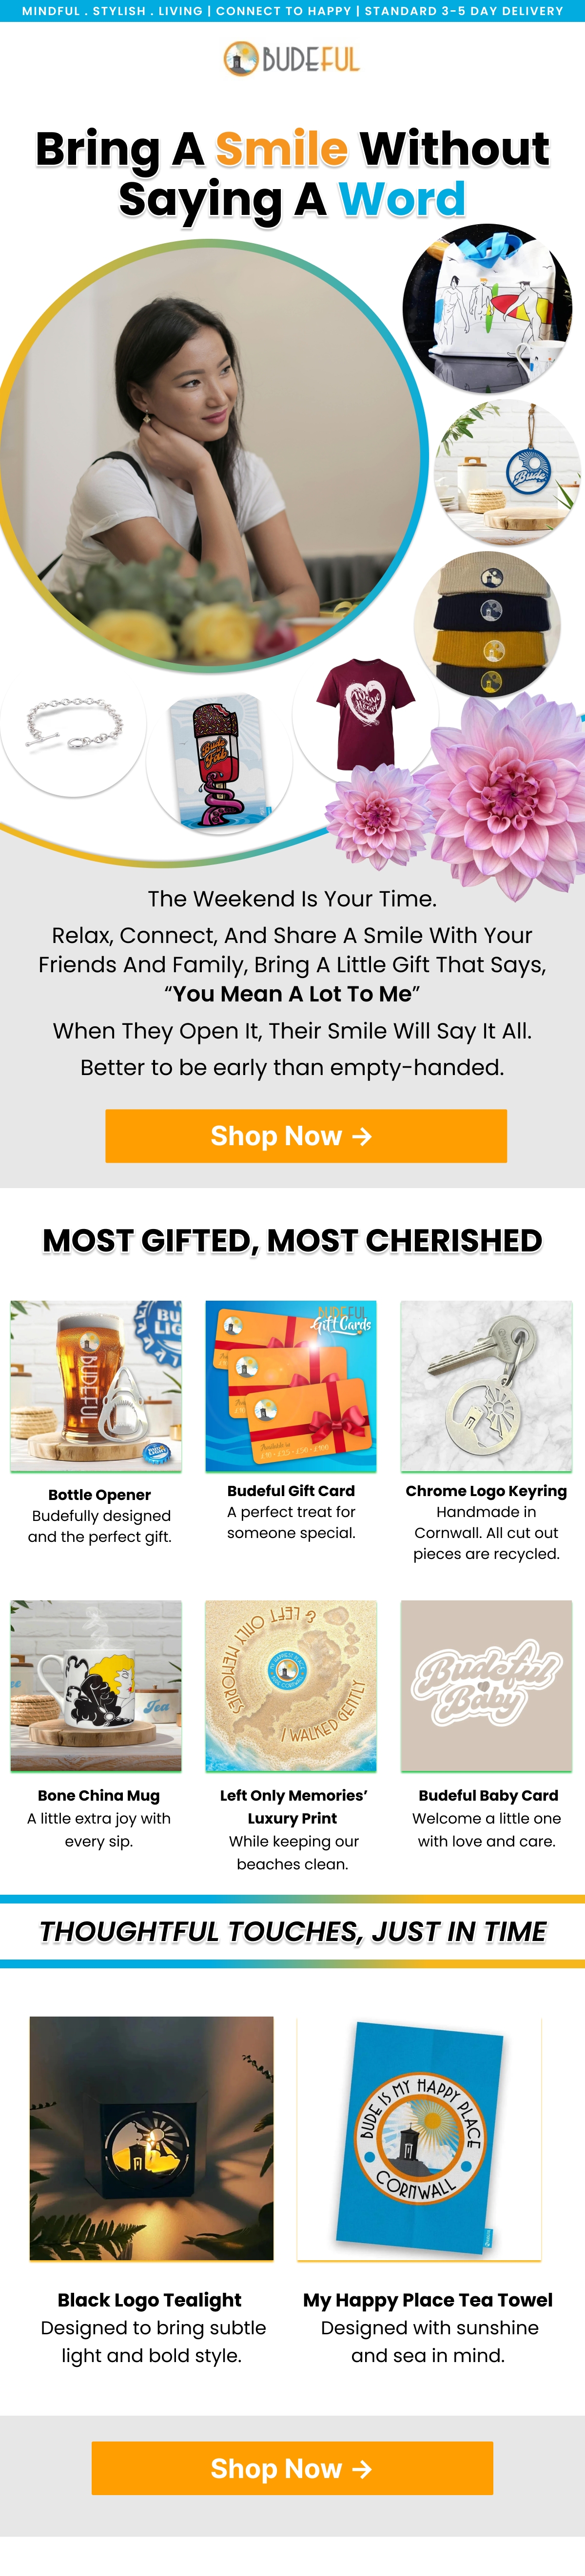 MINDFUL . STYLISH . LIVING | CONNECT TO HAPPY | STANDARD 3-5 DAY DELIVERY
BUDEFUL
Bring A Smile Without
Saying A Word
Bude
Bude
Fab
Wave
Heart
The Weekend Is Your Time.
Relax, Connect, And Share A Smile With Your
Friends And Family, Bring A Little Gift That Says,
“You Mean A Lot To Me”
When They Open It, Their Smile Will Say It All.
Better to be early than empty-handed.
Shop Now →
MOST GIFTED, MOST CHERISHED
BUDEFUL
BUDEFUL
Gift Cards
Bottle Opener
Budefully designed
and the perfect gift.
Budeful Gift Card
A perfect treat for
someone special.
Chrome Logo Keyring
Handmade in
Cornwall. All cut out
pieces are recycled.
Tea
I WALKED GENTLY
& LEFT ONLY MEMORIES
Budeful
Baby
Bone China Mug
A little extra joy with
every sip.
Left Only Memories’
Luxury Print
While keeping our
beaches clean.
Budeful Baby Card
Welcome a little one
with love and care.
THOUGHTFUL TOUCHES, JUST IN TIME
BUDE IS MY HAPPY PLACE
CORNWALL
Black Logo Tealight
Designed to bring subtle
light and bold style.
My Happy Place Tea Towel
Designed with sunshine
and sea in mind.
Shop Now →